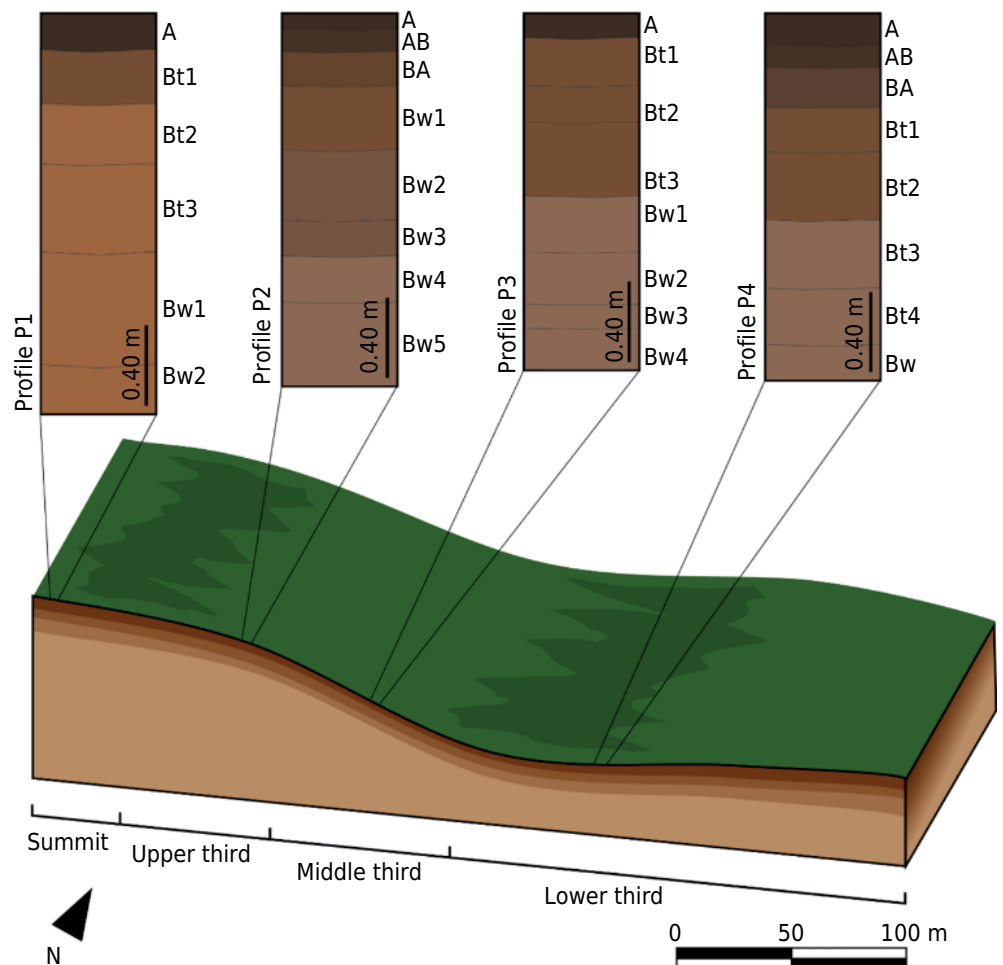 A
Bt1
Bt2
Bt3
Bw1
Bw2
Profile P1
0.40 m
A
AB
BA
Bw1
Bw2
Bw3
Bw4
Bw5
Profile P2
0.40 m
A
Bt1
Bt2
Bt3
Bw1
Bw2
Bw3
Bw4
Profile P3
0.40 m
A
AB
BA
Bt1
Bt2
Bt3
Bt4
Bw
Profile P4
0.40 m
Summit
Upper third
Middle third
Lower third
N
0 50 100 m